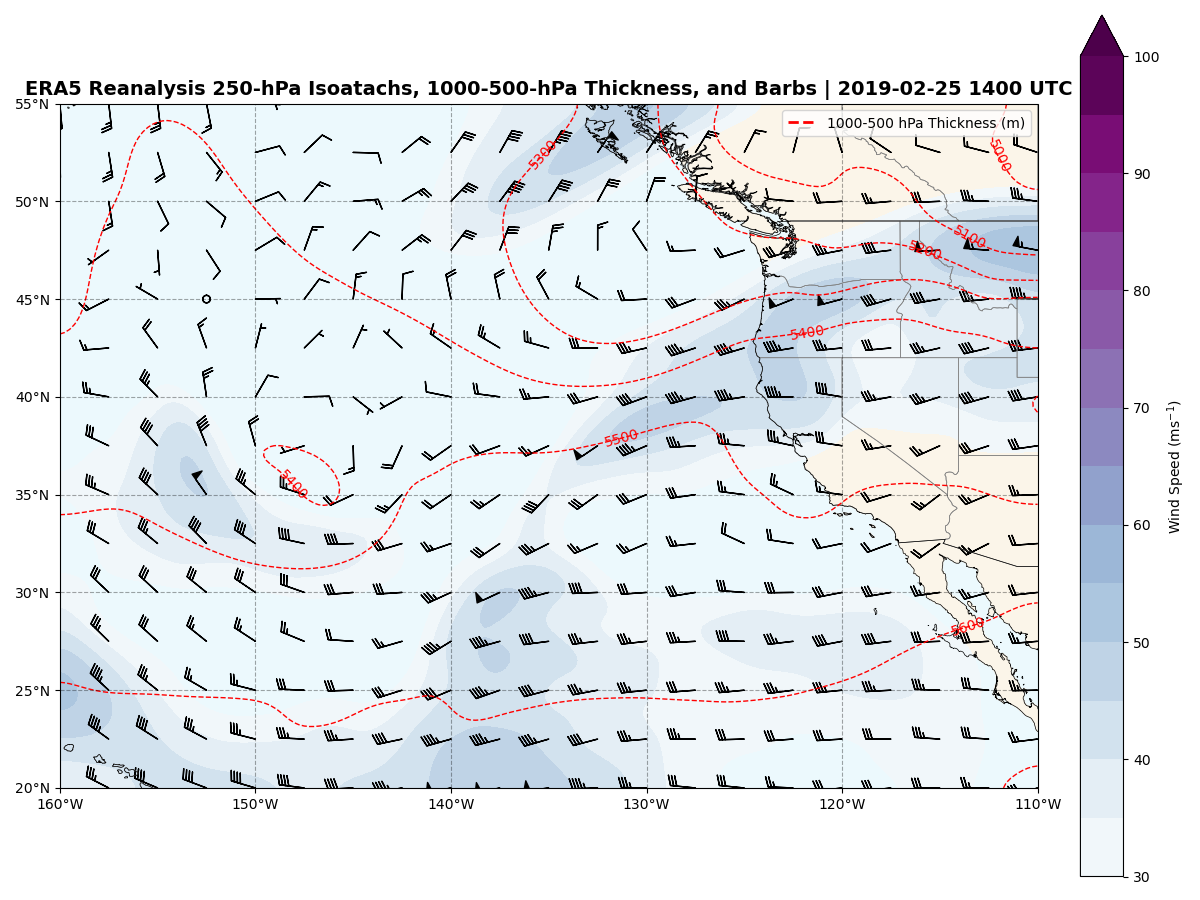 ERA5 Reanalysis 250-hPa Isoatachs, 1000-500-hPa Thickness, and Barbs | 2019-02-25 1400 UTC
1000-500 hPa Thickness (m)
55°N
50°N
45°N
40°N
35°N
30°N
25°N
20°N
160°W
150°W
140°W
130°W
120°W
110°W
5300
5000
5100
5200
5400
5500
5400
5600
100
90
80
70
60
50
40
30
Wind Speed (ms⁻¹)